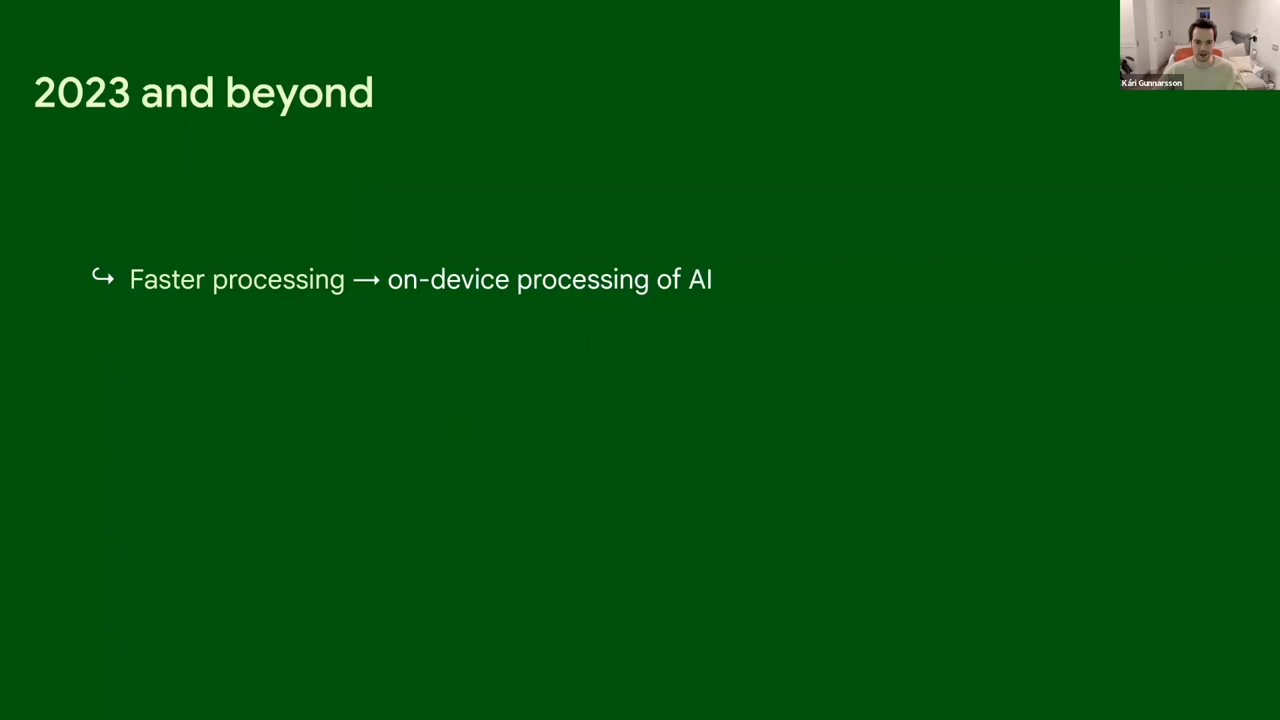 2023 and beyond
Kári Gunnarsson
↪ Faster processing → on-device processing of AI